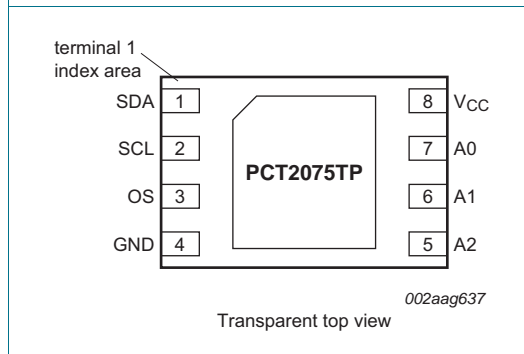 terminal 1
index area
SDA 1
SCL 2
OS 3
GND 4
PCT2075TP
8 VCC
7 A0
6 A1
5 A2
002aag637
Transparent top view